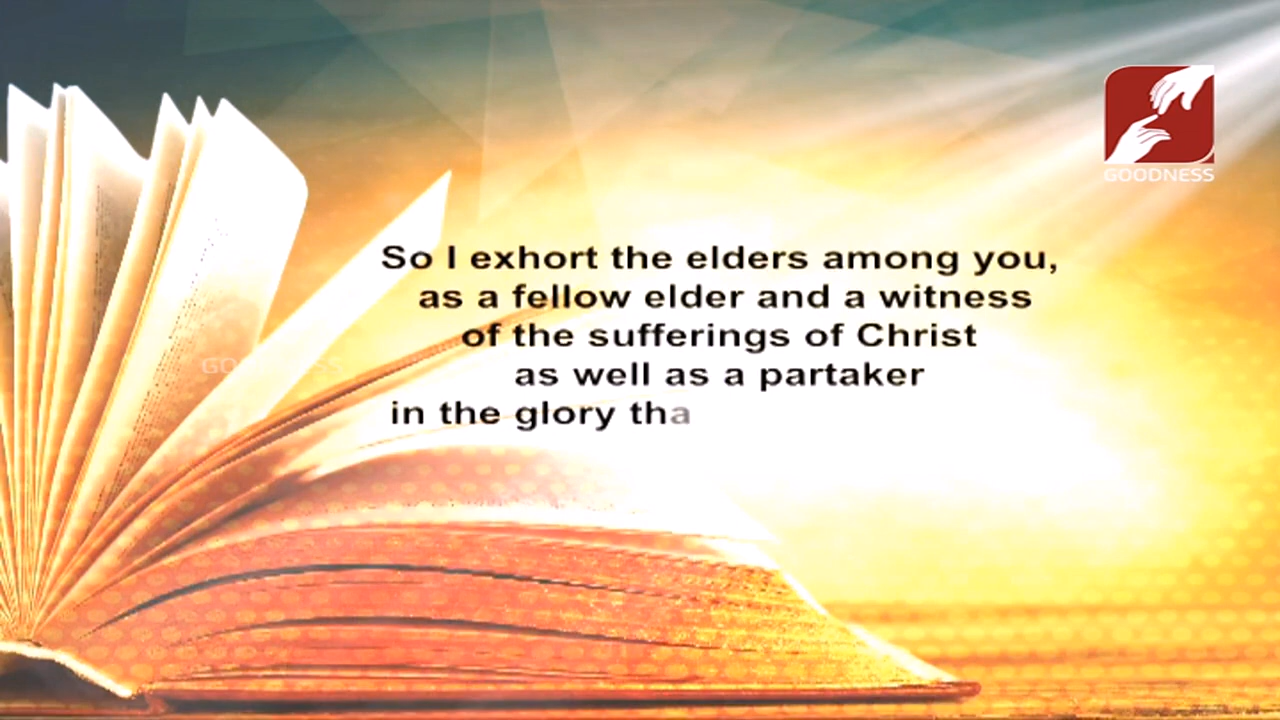 GOODNESS
So I exhort the elders among you,
as a fellow elder and a witness
of the sufferings of Christ
as well as a partaker
in the glory tha
GOODNESS